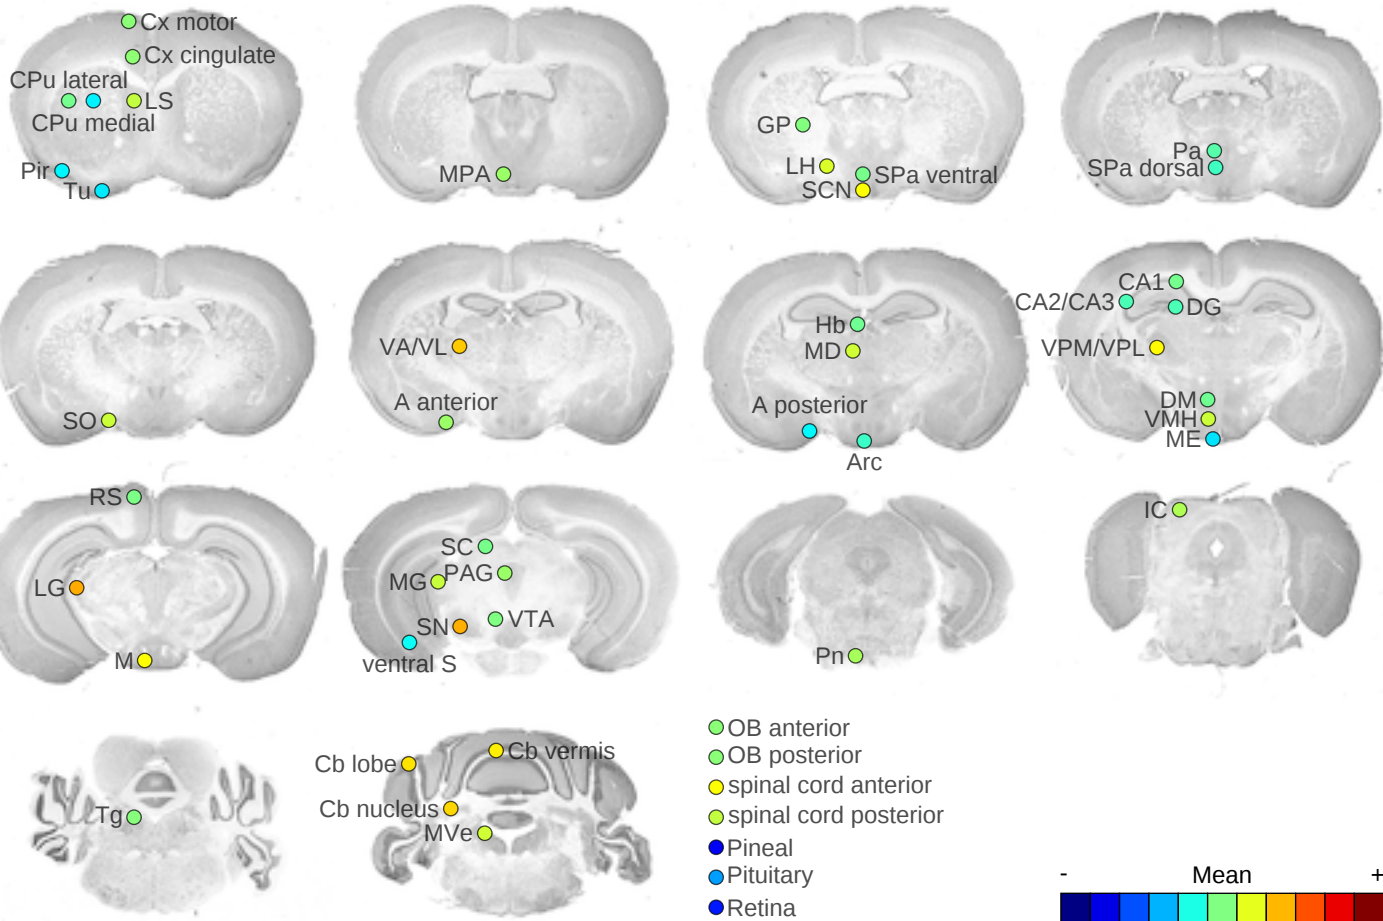 Cx motor
Cx cingulate
CPu lateral
LS
CPu medial
Pir
Tu
MPA
GP
LH
SPa ventral
SCN
Pa
SPa dorsal
SO
VA/VL
A anterior
Hb
MD
A posterior
Arc
CA1
CA2/CA3
DG
VPM/VPL
DM
VMH
ME
RS
LG
M
SC
PAG
MG
SN
VTA
ventral S
Pn
IC
Tg
Cb lobe
Cb vermis
Cb nucleus
MVe
OB anterior
OB posterior
spinal cord anterior
spinal cord posterior
Pineal
Pituitary
Retina
- Mean +